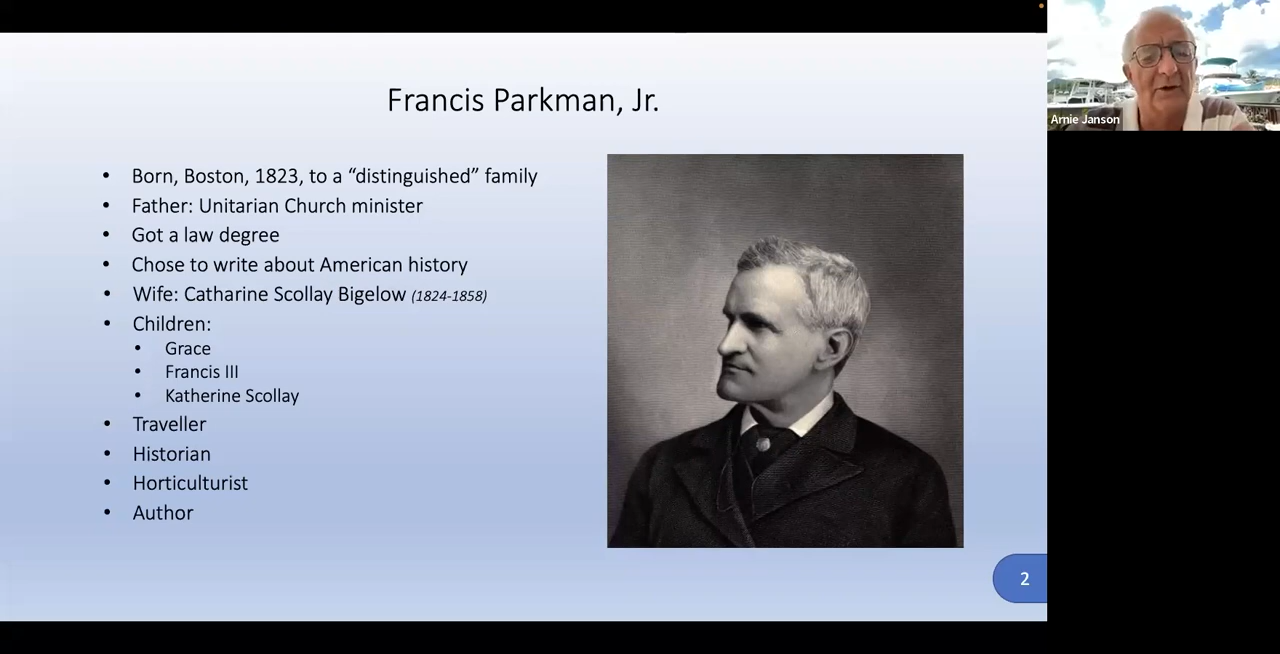 Francis Parkman, Jr.
• Born, Boston, 1823, to a “distinguished” family
• Father: Unitarian Church minister
• Got a law degree
• Chose to write about American history
• Wife: Catharine Scollay Bigelow (1824-1858)
• Children:
• Grace
• Francis III
• Katherine Scollay
• Traveller
• Historian
• Horticulturist
• Author
2
Arnie Janson